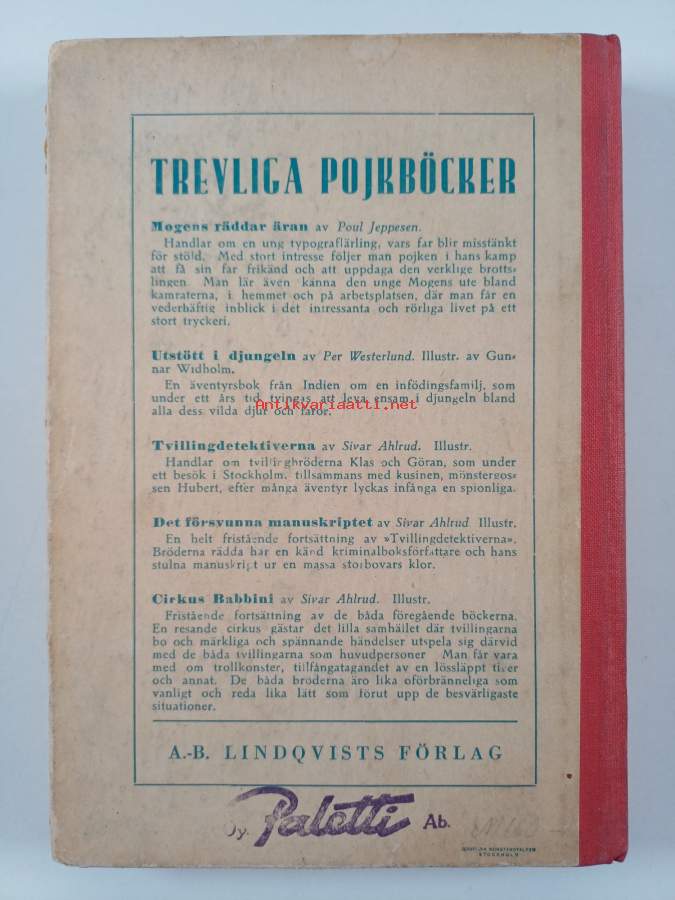 TREVLIGA POJKBÖCKER
Mogens räddar äran av Poul Jeppesen.
Handlar om en ung typograflärling, vars far blir misstänkt
för stöld. Med stort intresse följer man pojken i hans kamp
att få sin far frikänd och att uppdaga den verklige brotts-
lingen. Man lär även känna den unge Mogens ute bland
kamraterna, i hemmet och på arbetsplatsen, där man får en
vederhäftig inblick i det intressanta och rörliga livet på ett
stort tryckeri.
Utstött i djungeln av Per Westerlund. Illustr. av Gun-
nar Widholm.
En äventyrsbok från Indien om en infödingsfamilj, som
under ett års tid tvingas att leva ensam i djungeln bland
Antikvariaatti.net
alla dess vilda djur och faror.
Tvillingdetektiverna av Sivar Ahlrud. Illustr.
Handlar om tvillingbröderna Klas och Göran, som under
ett besök i Stockholm, tillsammans med kusinen, mönstergos-
sen Hubert, efter många äventyr lyckas infånga en spionliga.
Det försvunna manuskriptet av Sivar Ahlrud Illustr.
En helt fristående fortsättning av »Tvillingdetektiverna».
Bröderna rädda här en känd kriminalboksförfattare och hans
stulna manuskript ur en massa storbovars klor.
Cirkus Babbini av Sivar Ahlrud. Illustr.
Fristående fortsättning av de båda föregående böckerna.
En resande cirkus gästar det lilla samhället där tvillingarna
bo och märkliga och spännande händelser utspela sig därvid
med de båda tvillingarna som huvudpersoner Man får vara
med om trollkonster, tillfångatagandet av en lössläppt tiger
och annat. De båda bröderna äro lika oförbränneliga som
vanligt och reda lika lätt som förut upp de besvärligaste
situationer.
A.-B. LINDQVISTS FÖRLAG
Oy. Paletti Ab.
STOCKHOLM